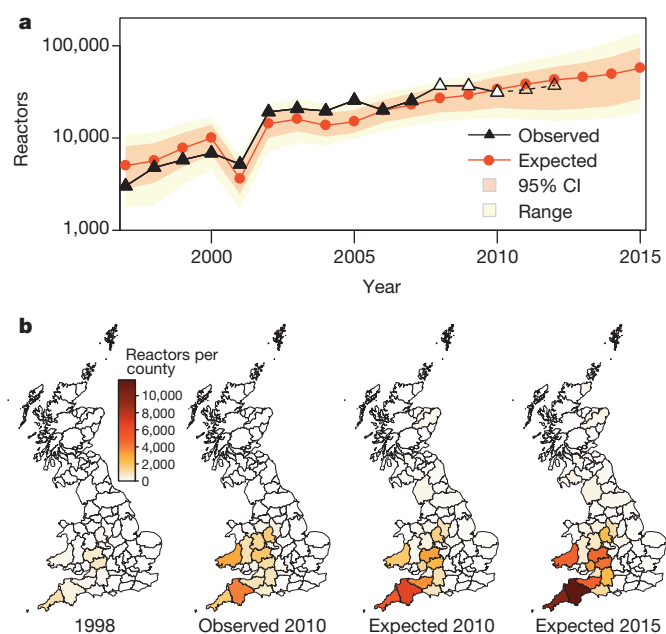 a
100,000
10,000
1,000
Reactors
Observed
Expected
95% CI
Range
2000
2005
2010
2015
Year
b
Reactors per
county
10,000
8,000
6,000
4,000
2,000
0
1998
Observed 2010
Expected 2010
Expected 2015